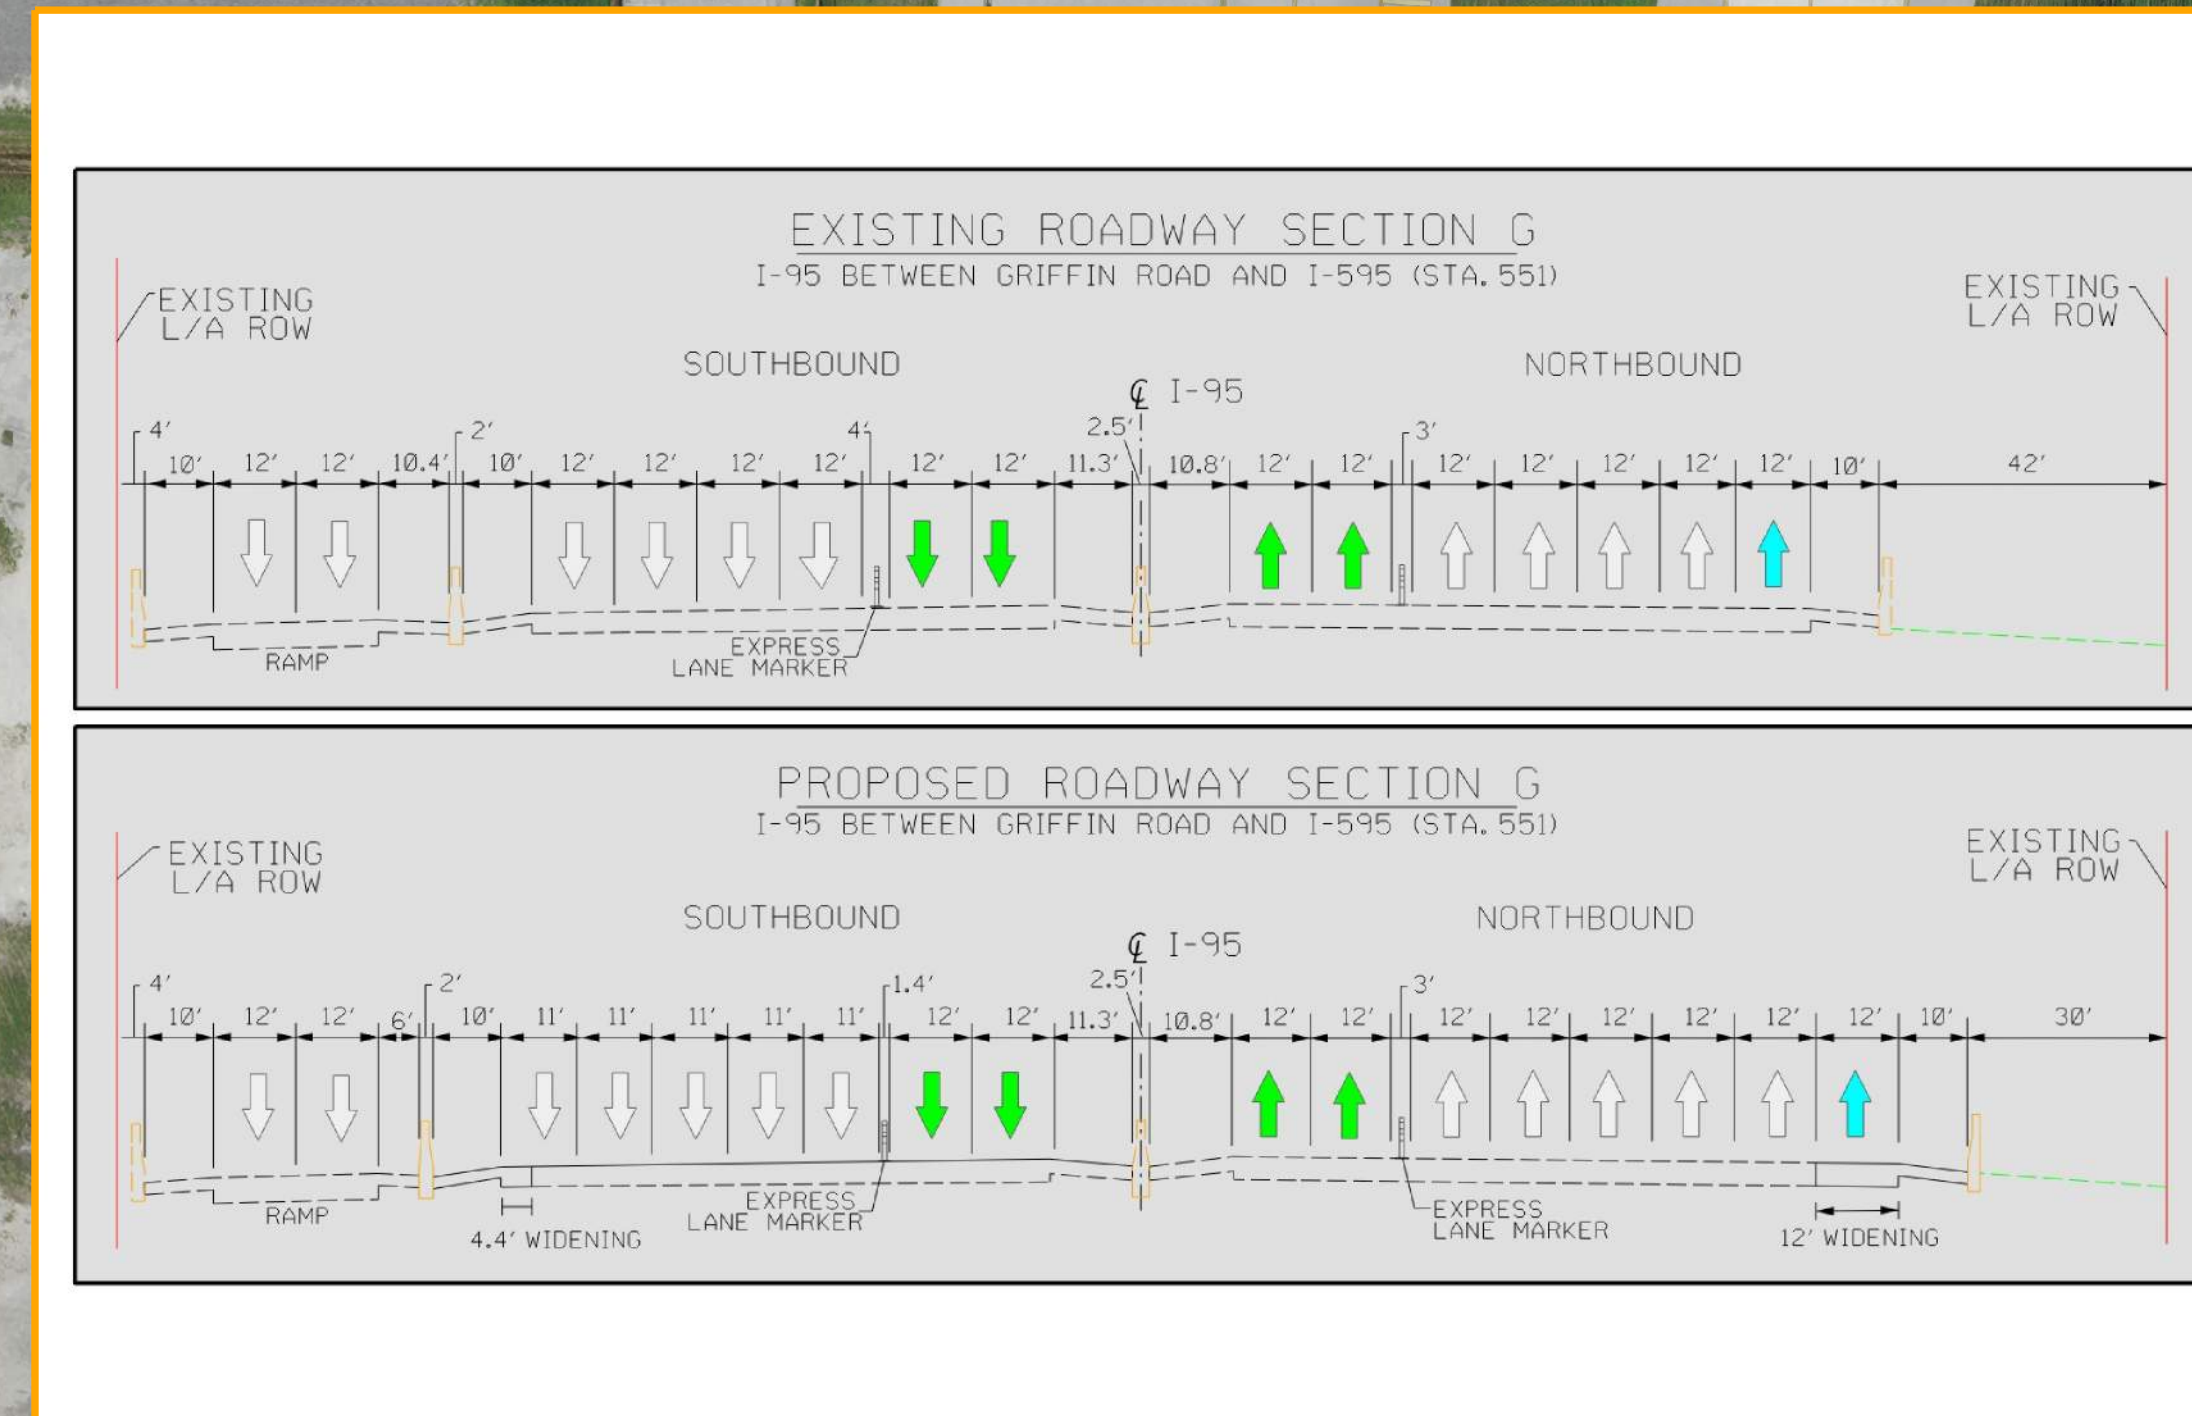 EXISTING ROADWAY SECTION G
I-95 BETWEEN GRIFFIN ROAD AND I-595 (STA. 551)
EXISTING
L/A ROW
EXISTING
L/A ROW
SOUTHBOUND
NORTHBOUND
℄ I-95
4' 2' 4' 2.5' 3'
10' 12' 12' 10.4' 10' 12' 12' 12' 12' 12' 12' 11.3' 10.8' 12' 12' 12' 12' 12' 12' 12' 10' 42'
RAMP
EXPRESS
LANE MARKER
PROPOSED ROADWAY SECTION G
I-95 BETWEEN GRIFFIN ROAD AND I-595 (STA. 551)
EXISTING
L/A ROW
EXISTING
L/A ROW
SOUTHBOUND
NORTHBOUND
℄ I-95
4' 2' 1.4' 2.5' 3'
10' 12' 12' 6' 10' 11' 11' 11' 11' 11' 12' 12' 11.3' 10.8' 12' 12' 12' 12' 12' 12' 12' 12' 10' 30'
RAMP
4.4' WIDENING
EXPRESS
LANE MARKER
EXPRESS
LANE MARKER
12' WIDENING